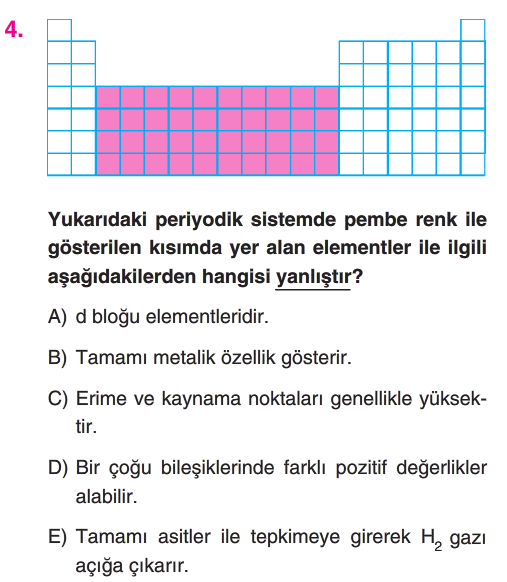 4.
Yukarıdaki periyodik sistemde pembe renk ile
gösterilen kısımda yer alan elementler ile ilgili
aşağıdakilerden hangisi yanlıştır?
A) d bloğu elementleridir.
B) Tamamı metalik özellik gösterir.
C) Erime ve kaynama noktaları genellikle yüksek-
tir.
D) Bir çoğu bileşiklerinde farklı pozitif değerlikler
alabilir.
E) Tamamı asitler ile tepkimeye girerek H₂ gazı
açığa çıkarır.